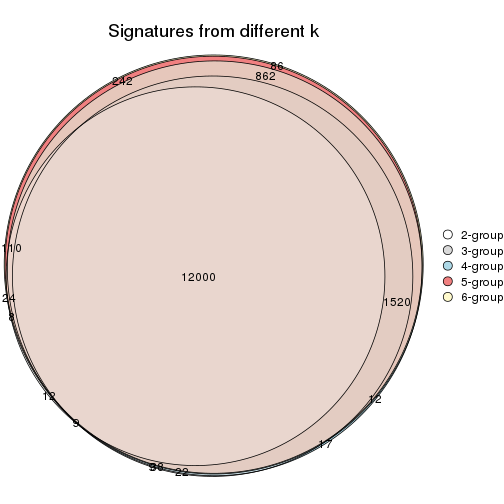 Signatures from different k
86
862
242
2-group
3-group
110
4-group
12000
5-group
24
6-group
1520
8
12
12
9
17
22